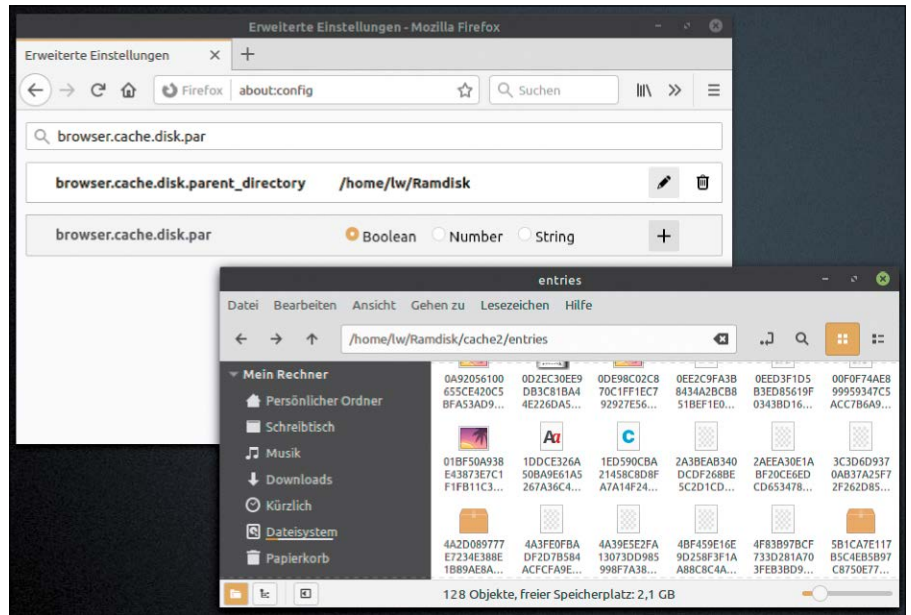 Erweiterte Einstellungen - Mozilla Firefox
Erweiterte Einstellungen
Firefox about:config Suchen
browser.cache.disk.par
browser.cache.disk.parent_directory /home/lw/Ramdisk
browser.cache.disk.par Boolean Number String
entries
Datei Bearbeiten Ansicht Gehen zu Lesezeichen Hilfe
/home/lw/Ramdisk/cache2/entries
Mein Rechner
Persönlicher Ordner
Schreibtisch
Musik
Downloads
Kürzlich
Dateisystem
Papierkorb
0A92056100 0D2EC30EE9 0DE98C02C8 0EE2C9FA3B 0EED3F1D5 00F0F74AE8
655CE420C5 DB3C81BA4 70C1FF1EC7 8434A2BCB8 B3ED85619F 99959347C5
BFA53AD9... 4E226DA5... 92927E56... 51BEF1E0... 0343BD16... ACC7B6A9...
Aa C
01BF50A938 1DDCE326A 1ED590CBA 2A3BEAB340 2AEEA30E1A 3C3D6D937
E43873E7C1 50BA9E61A5 21458C8D8F DCDF268BE BF20CE6ED 0AB37A25F7
F1FB11C3... 267A36C4... A7A14F24... 5C2D1CD... CD653478... 2F262D85...
4A2D089777 4A3FE0FBA 4A39E5E2FA 4BF459E16E 4F83B97BCF 5B1CA7E117
E7234E388E DF2D7B584 13073DD985 9D258F3F1A 733D281A70 B5C4EB5B97
1B89AE8A... ACFCFA9E... 998F7A38... A88C8C4A... 3FEB3BD9... C8750E77...
128 Objekte, freier Speicherplatz: 2,1 GB